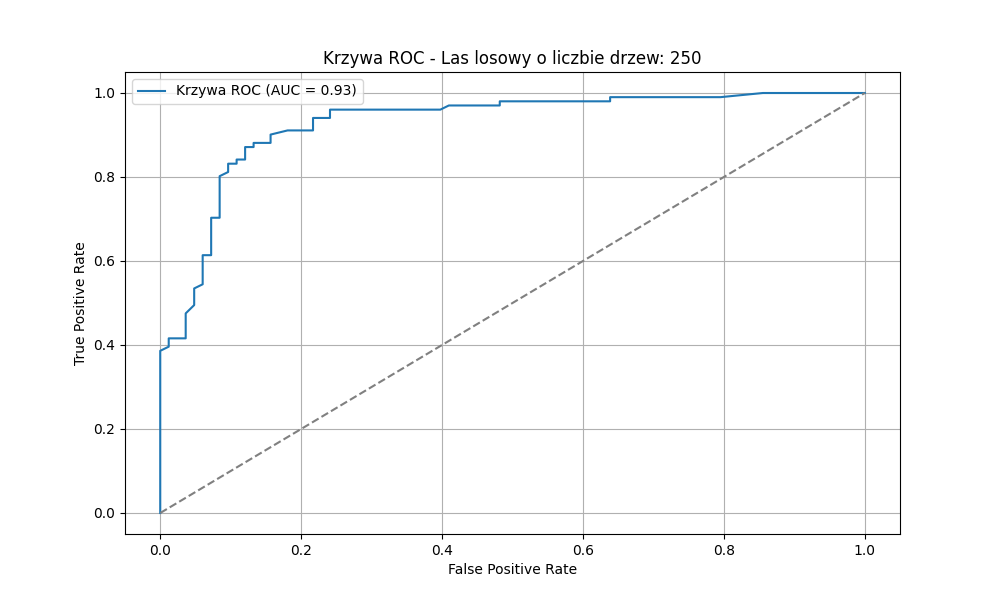 Krzywa ROC - Las losowy o liczbie drzew: 250
Krzywa ROC (AUC = 0.93)
True Positive Rate
1.0
0.8
0.6
0.4
0.2
0.0
0.0 0.2 0.4 0.6 0.8 1.0
False Positive Rate